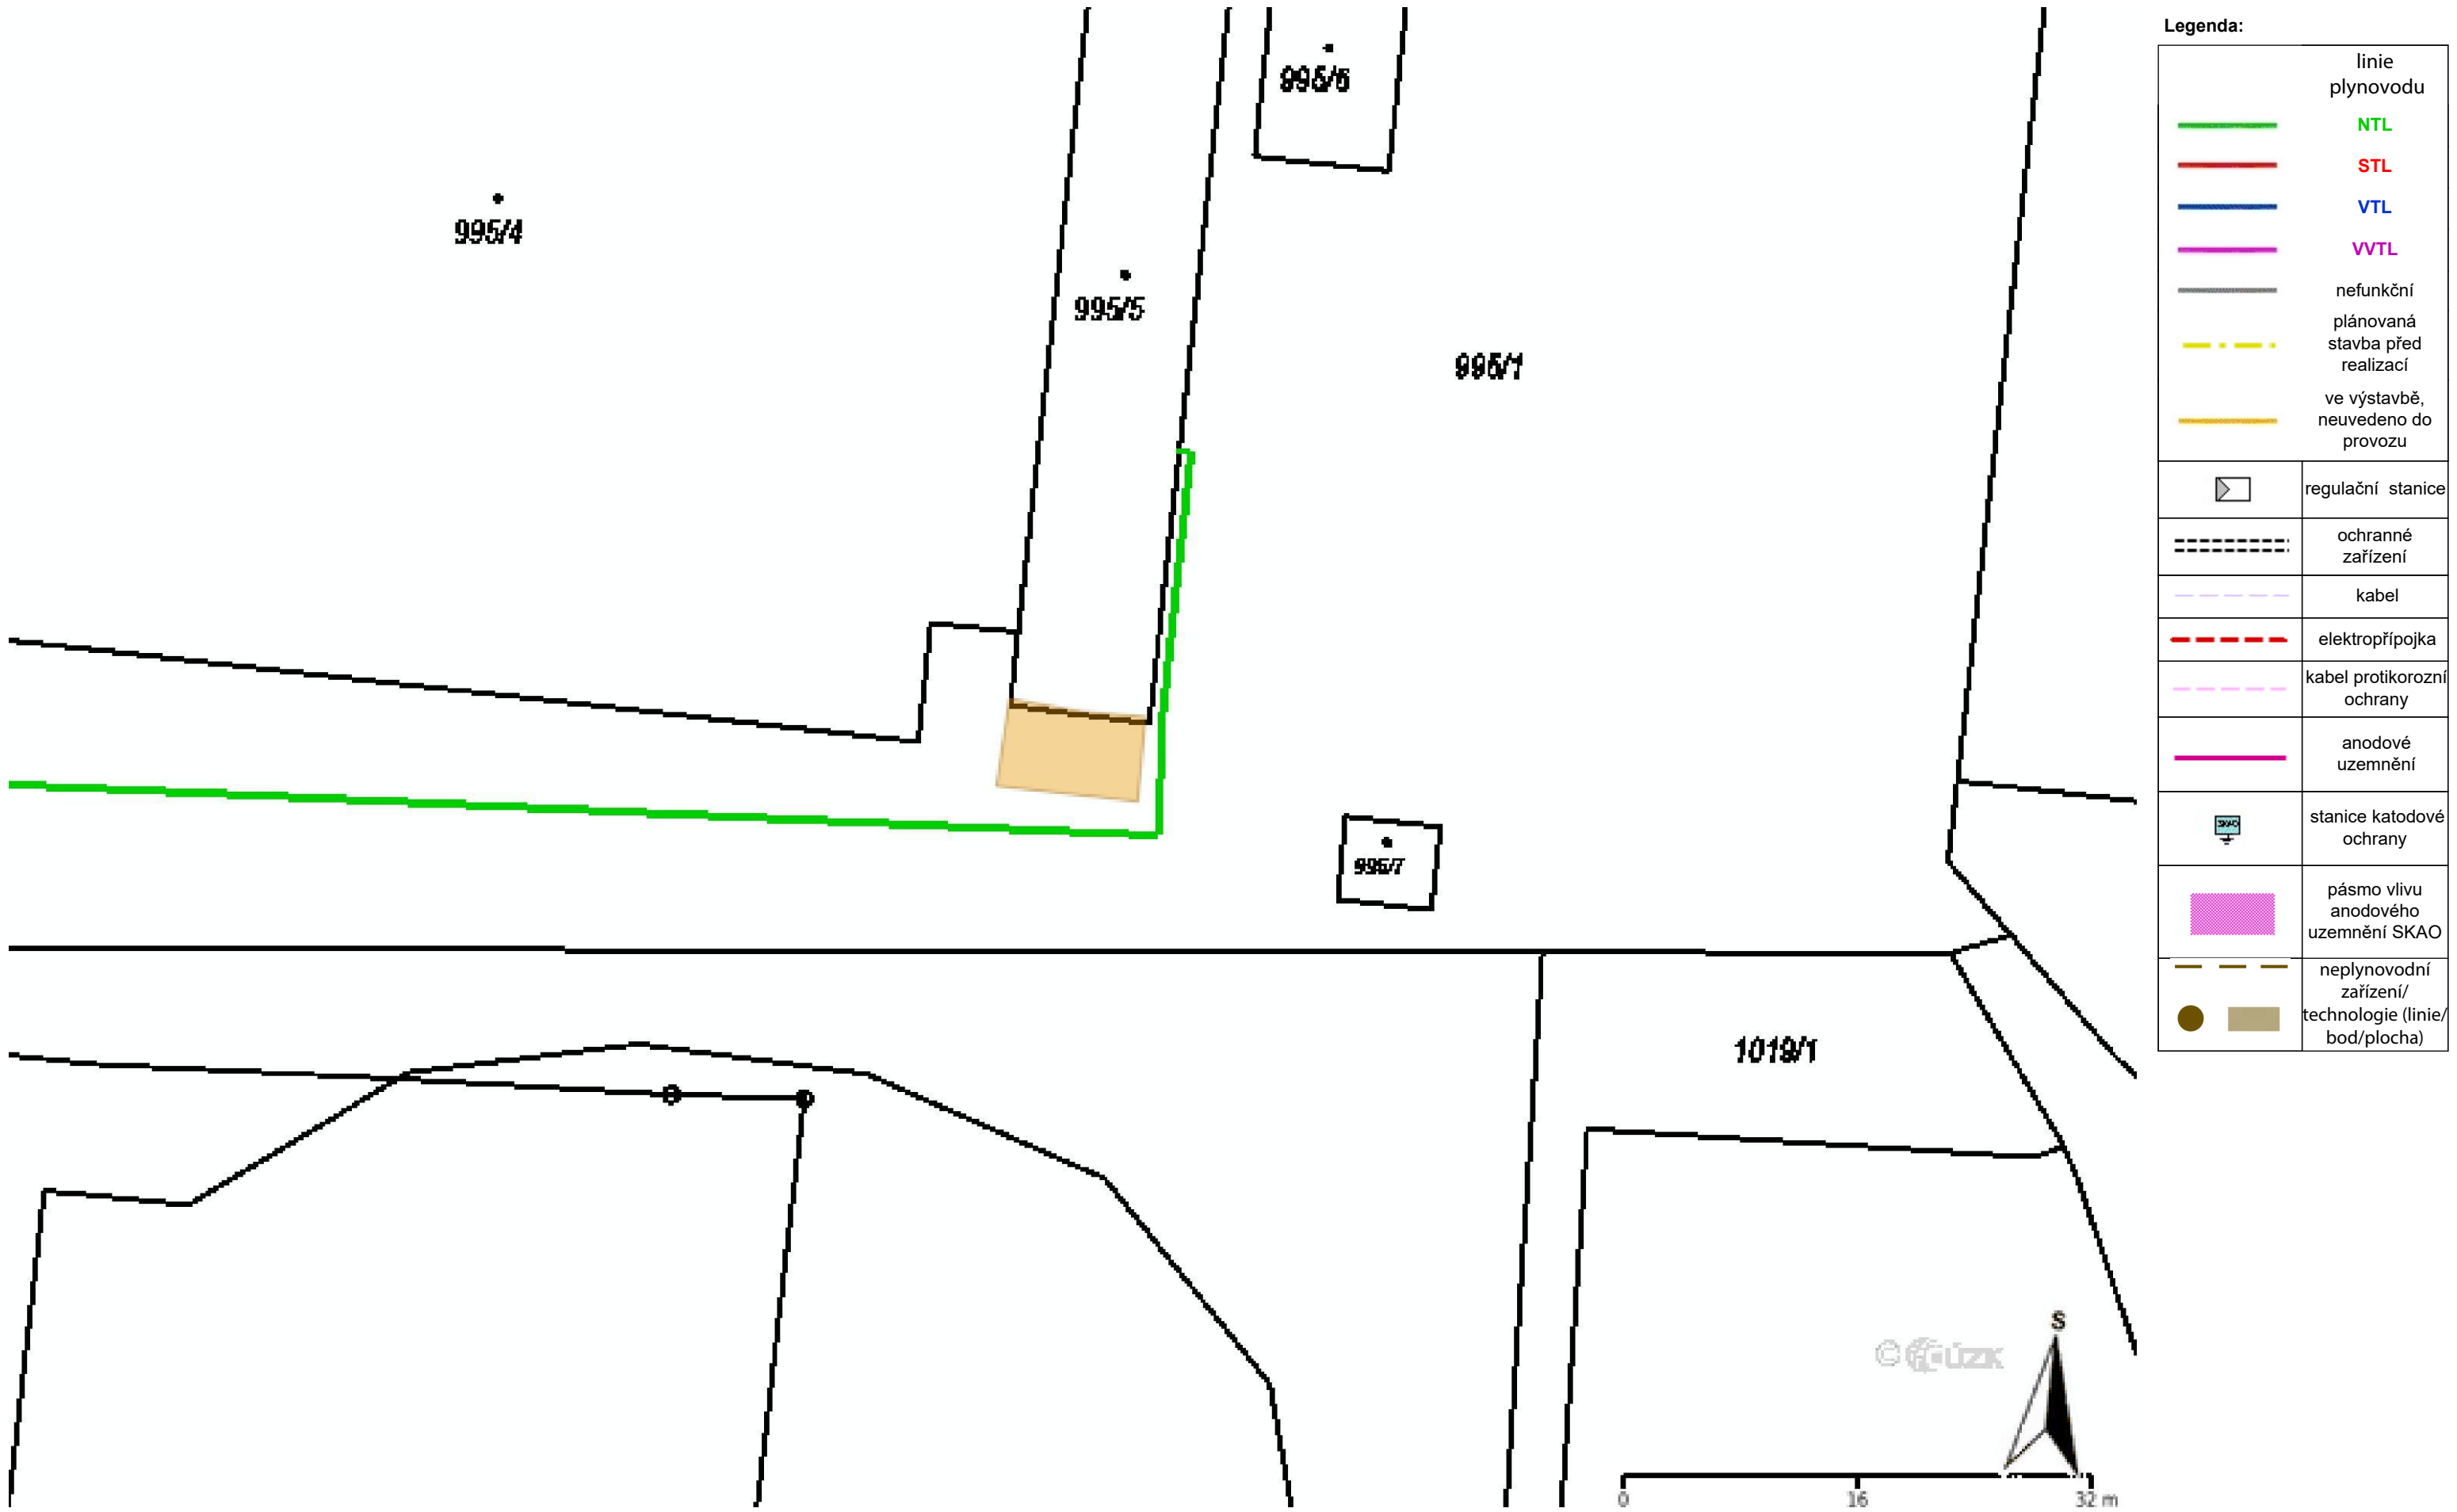 995/6
995/4
995/5
995/1
995/7
1019/1
S
0
16
32 m
Legenda:
linie
plynovodu
NTL
STL
VTL
VVTL
nefunkční
plánovaná
stavba před
realizací
ve výstavbě,
neuvedeno do
provozu
regulační stanice
ochranné
zařízení
kabel
elektropřípojka
kabel protikorozní
ochrany
anodové
uzemnění
SKAO
stanice katodové
ochrany
pásmo vlivu
anodového
uzemnění SKAO
neplynovodní
zařízení/
technologie (linie/
bod/plocha)